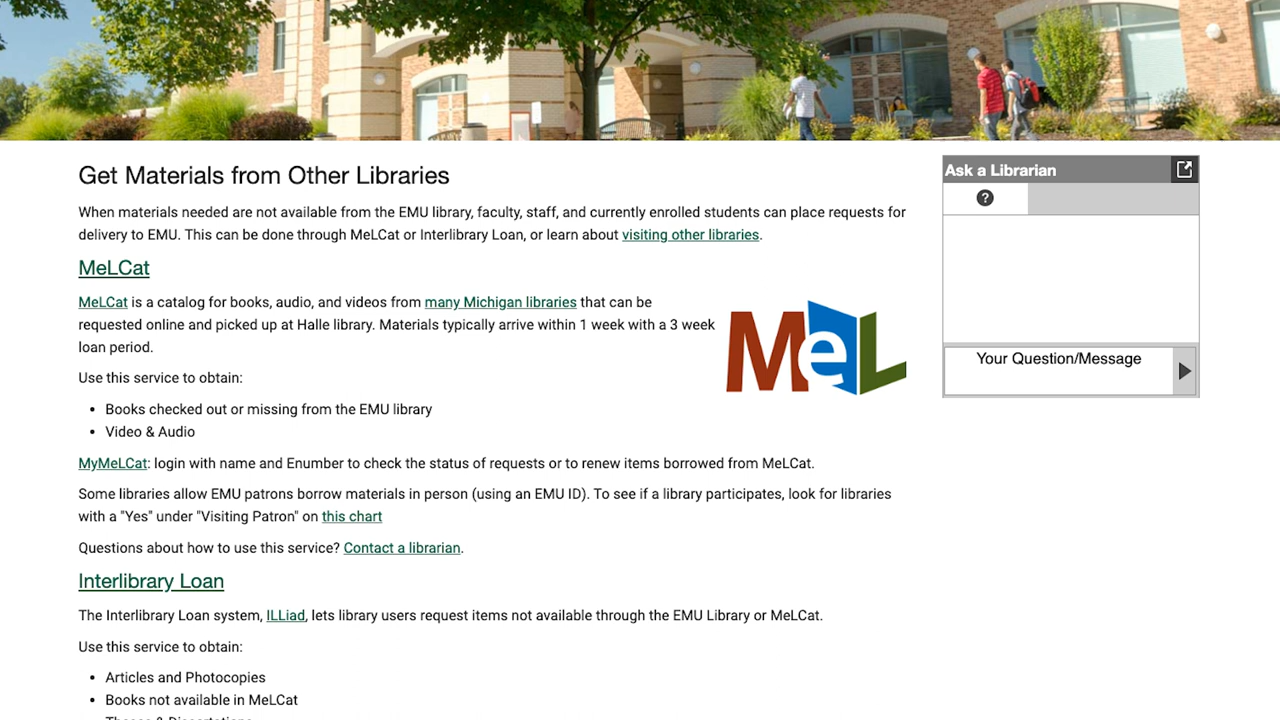 Get Materials from Other Libraries
When materials needed are not available from the EMU library, faculty, staff, and currently enrolled students can place requests for
delivery to EMU. This can be done through MeLCat or Interlibrary Loan, or learn about visiting other libraries.
MeLCat
MeLCat is a catalog for books, audio, and videos from many Michigan libraries that can be
requested online and picked up at Halle library. Materials typically arrive within 1 week with a 3 week
loan period.
MeL
Use this service to obtain:
• Books checked out or missing from the EMU library
• Video & Audio
MyMeLCat: login with name and Enumber to check the status of requests or to renew items borrowed from MeLCat.
Some libraries allow EMU patrons borrow materials in person (using an EMU ID). To see if a library participates, look for libraries
with a "Yes" under "Visiting Patron" on this chart
Questions about how to use this service? Contact a librarian.
Interlibrary Loan
The Interlibrary Loan system, ILLiad, lets library users request items not available through the EMU Library or MeLCat.
Use this service to obtain:
• Articles and Photocopies
• Books not available in MeLCat
Ask a Librarian
?
Your Question/Message